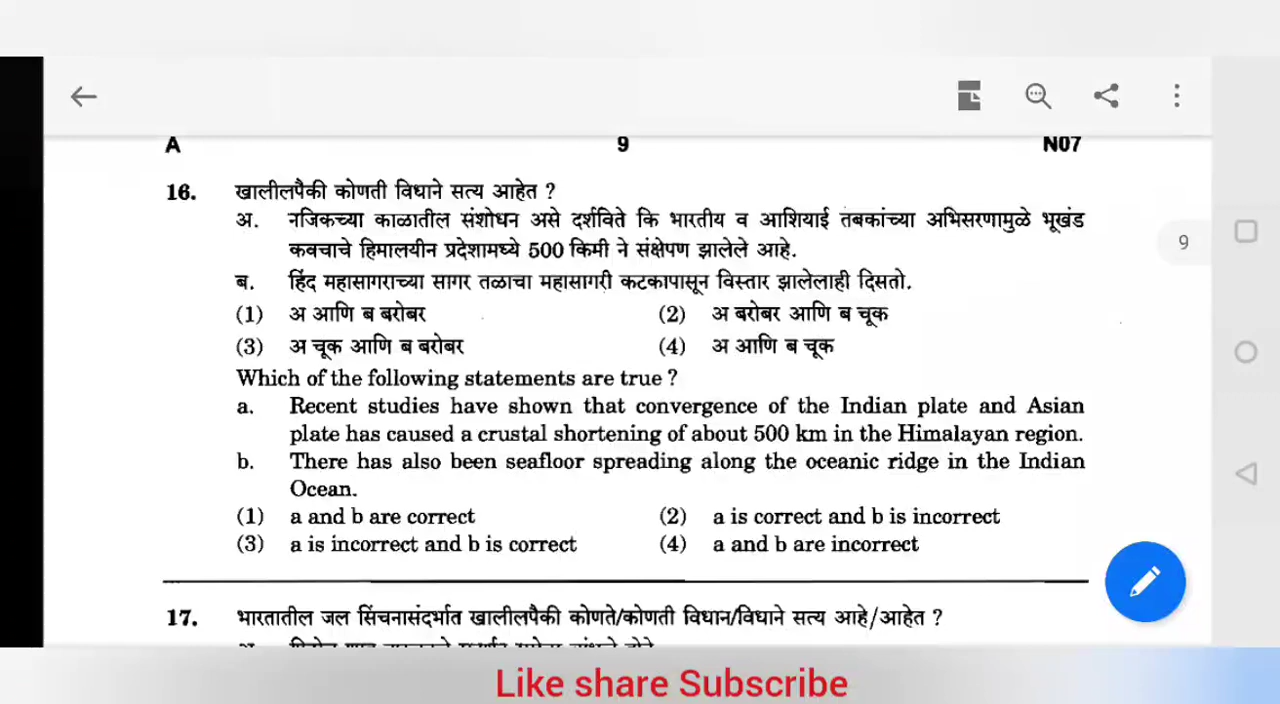 A 9 N07
16. खालीलपैकी कोणती विधाने सत्य आहेत ?
अ. नजिकच्या काळातील संशोधन असे दर्शविते कि भारतीय व आशियाई तबकांच्या अभिसरणामुळे भूखंड
कवचाचे हिमालयीन प्रदेशामध्ये 500 किमी ने संक्षेपण झालेले आहे.
9
ब. हिंद महासागराच्या सागर तळाचा महासागरी कटकापासून विस्तार झालेलाही दिसतो.
(1) अ आणि ब बरोबर (2) अ बरोबर आणि ब चूक
(3) अ चूक आणि ब बरोबर (4) अ आणि ब चूक
Which of the following statements are true ?
a. Recent studies have shown that convergence of the Indian plate and Asian
plate has caused a crustal shortening of about 500 km in the Himalayan region.
b. There has also been seafloor spreading along the oceanic ridge in the Indian
Ocean.
(1) a and b are correct (2) a is correct and b is incorrect
(3) a is incorrect and b is correct (4) a and b are incorrect
17. भारतातील जल सिंचनासंदर्भात खालीलपैकी कोणते/कोणती विधान/विधाने सत्य आहे/आहेत ?
Like share Subscribe